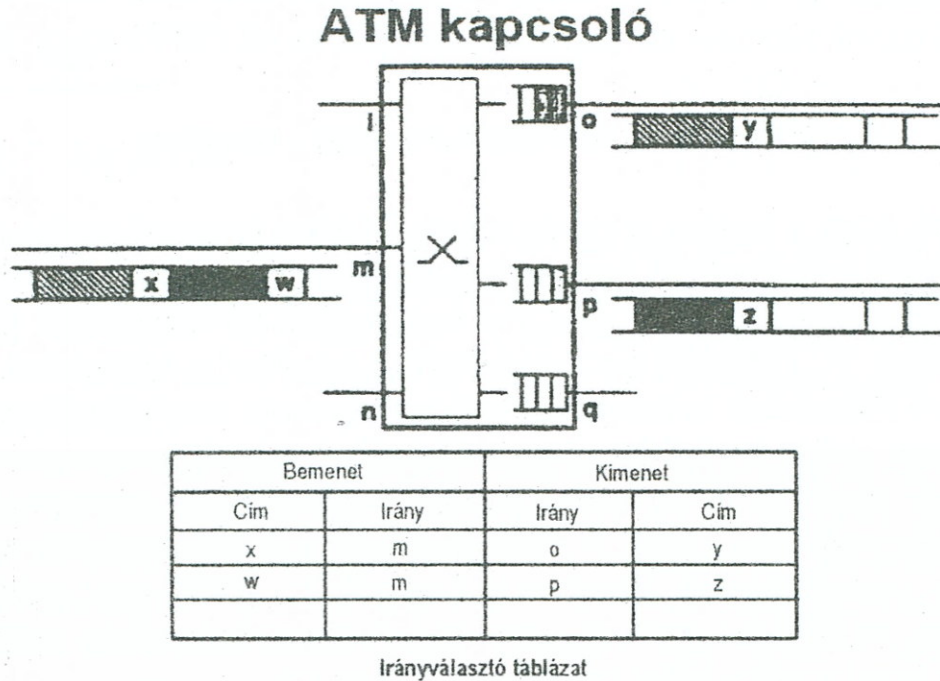 ATM kapcsoló
l
o
y
m
x
w
p
z
n
q
Bemenet Kimenet
Cím Irány Irány Cím
x m o y
w m p z
Irányválasztó táblázat